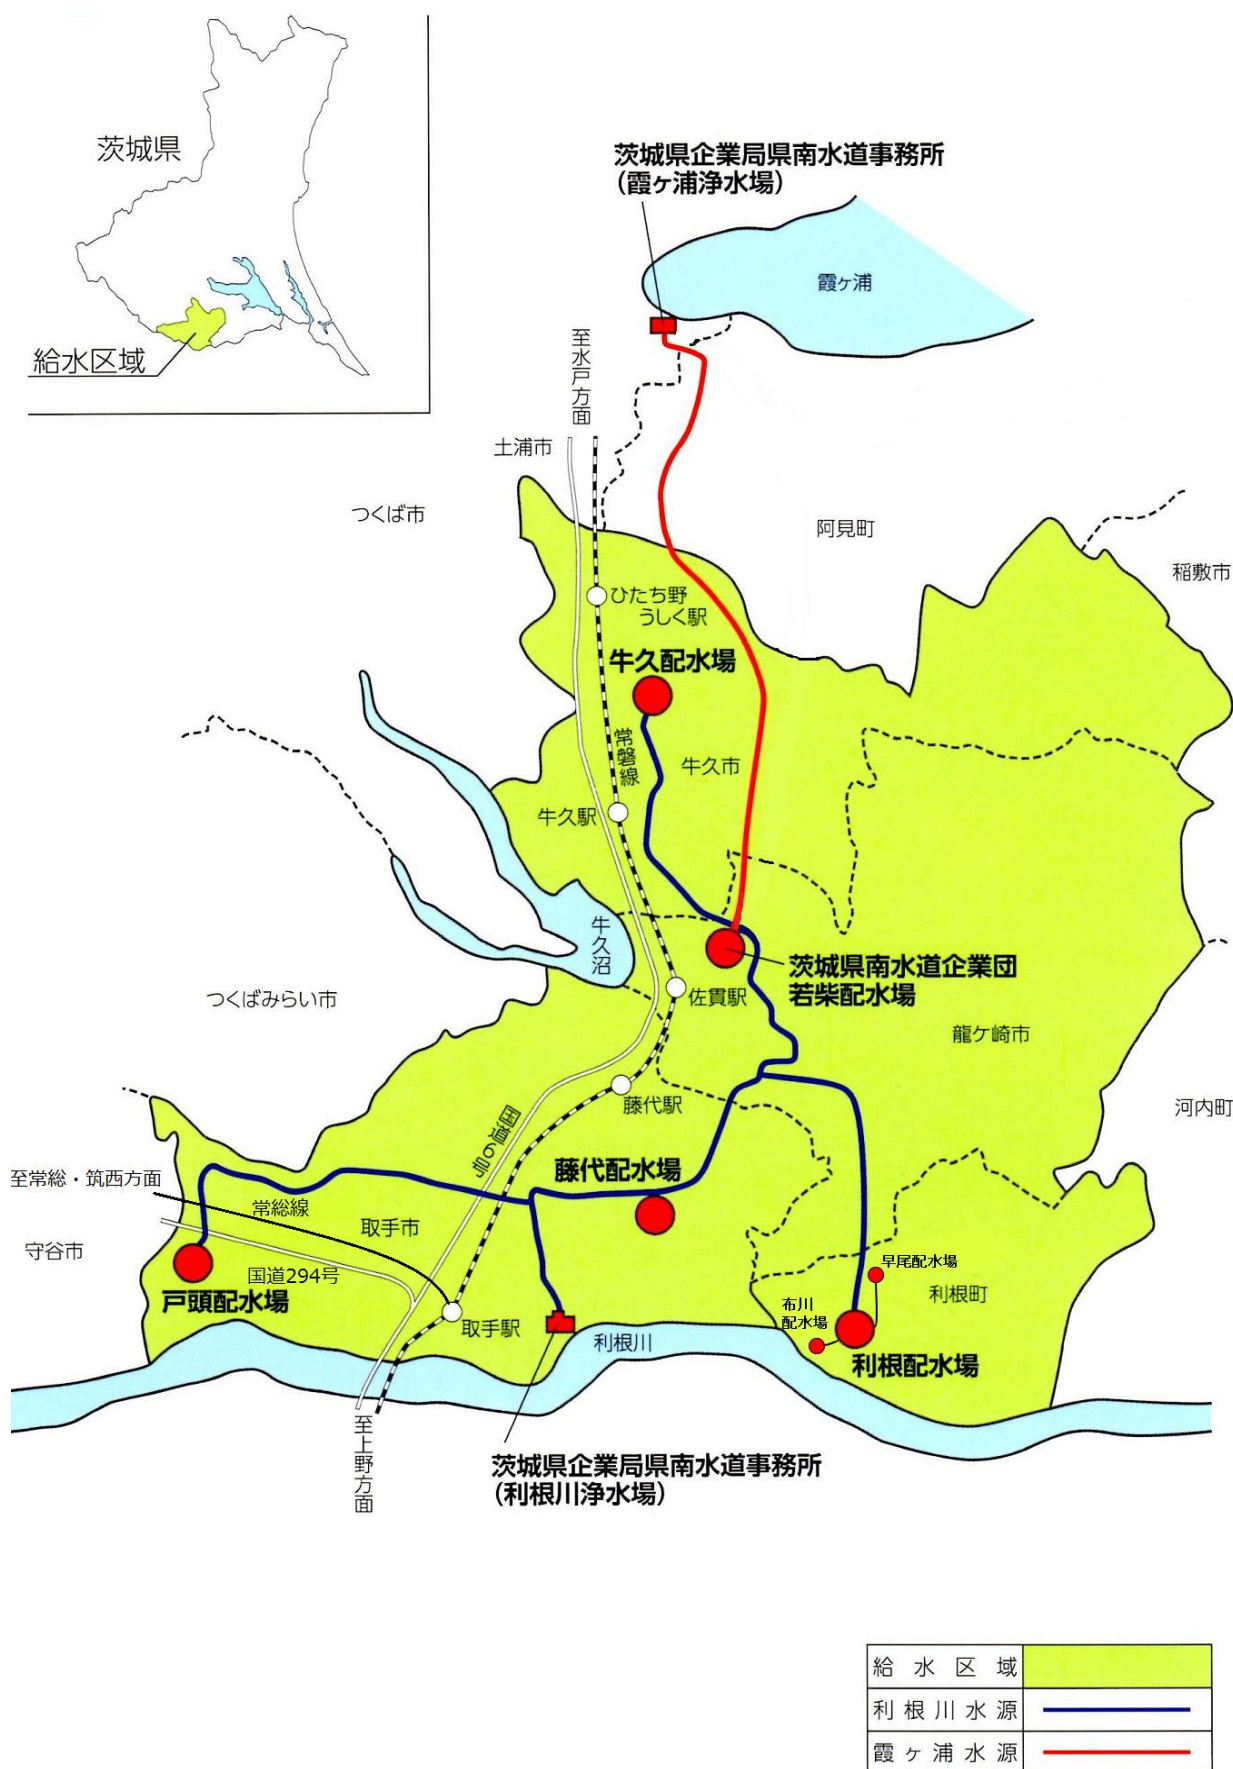 茨城県
給水区域
茨城県企業局県南水道事務所
(霞ヶ浦浄水場)
霞ヶ浦
至水戸方面
土浦市
つくば市
阿見町
稲敷市
ひたち野
うしく駅
牛久配水場
常磐線
牛久市
牛久駅
牛久沼
茨城県南水道企業団
若柴配水場
佐貫駅
つくばみらい市
龍ケ崎市
藤代駅
河内町
国道6号
藤代配水場
至常総・筑西方面
常総線
取手市
守谷市
国道294号
戸頭配水場
早尾配水場
利根町
布川
配水場
取手駅
利根川
利根配水場
至上野方面
茨城県企業局県南水道事務所
(利根川浄水場)
給水区域
利根川水源
霞ヶ浦水源